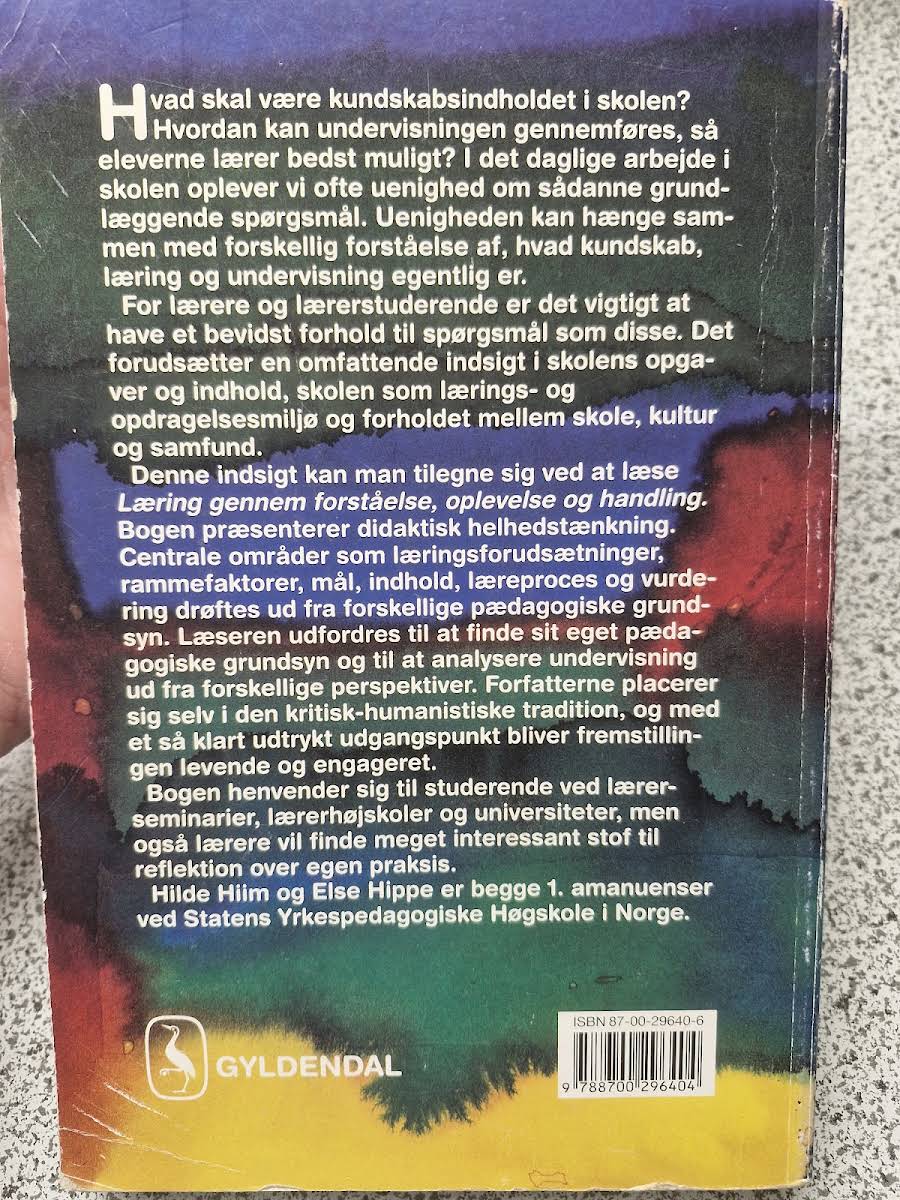 Hvad skal være kundskabsindholdet i skolen?
Hvordan kan undervisningen gennemføres, så
eleverne lærer bedst muligt? I det daglige arbejde i
skolen oplever vi ofte uenighed om sådanne grund-
læggende spørgsmål. Uenigheden kan hænge sam-
men med forskellig forståelse af, hvad kundskab,
læring og undervisning egentlig er.
For lærere og lærerstuderende er det vigtigt at
have et bevidst forhold til spørgsmål som disse. Det
forudsætter en omfattende indsigt i skolens opga-
ver og indhold, skolen som lærings- og
opdragelsesmiljø og forholdet mellem skole, kultur
og samfund.
Denne indsigt kan man tilegne sig ved at læse
Læring gennem forståelse, oplevelse og handling.
Bogen præsenterer didaktisk helhedstænkning.
Centrale områder som læringsforudsætninger,
rammefaktorer, mål, indhold, læreproces og vurde-
ring drøftes ud fra forskellige pædagogiske grund-
syn. Læseren udfordres til at finde sit eget pæda-
gogiske grundsyn og til at analysere undervisning
ud fra forskellige perspektiver. Forfatterne placerer
sig selv i den kritisk-humanistiske tradition, og med
et så klart udtrykt udgangspunkt bliver fremstillin-
gen levende og engageret.
Bogen henvender sig til studerende ved lærer-
seminarier, lærerhøjskoler og universiteter, men
også lærere vil finde meget interessant stof til
reflektion over egen praksis.
Hilde Hiim og Else Hippe er begge 1. amanuenser
ved Statens Yrkespedagogiske Høgskole i Norge.
GYLDENDAL
ISBN 87-00-29640-6
9 788700 296404